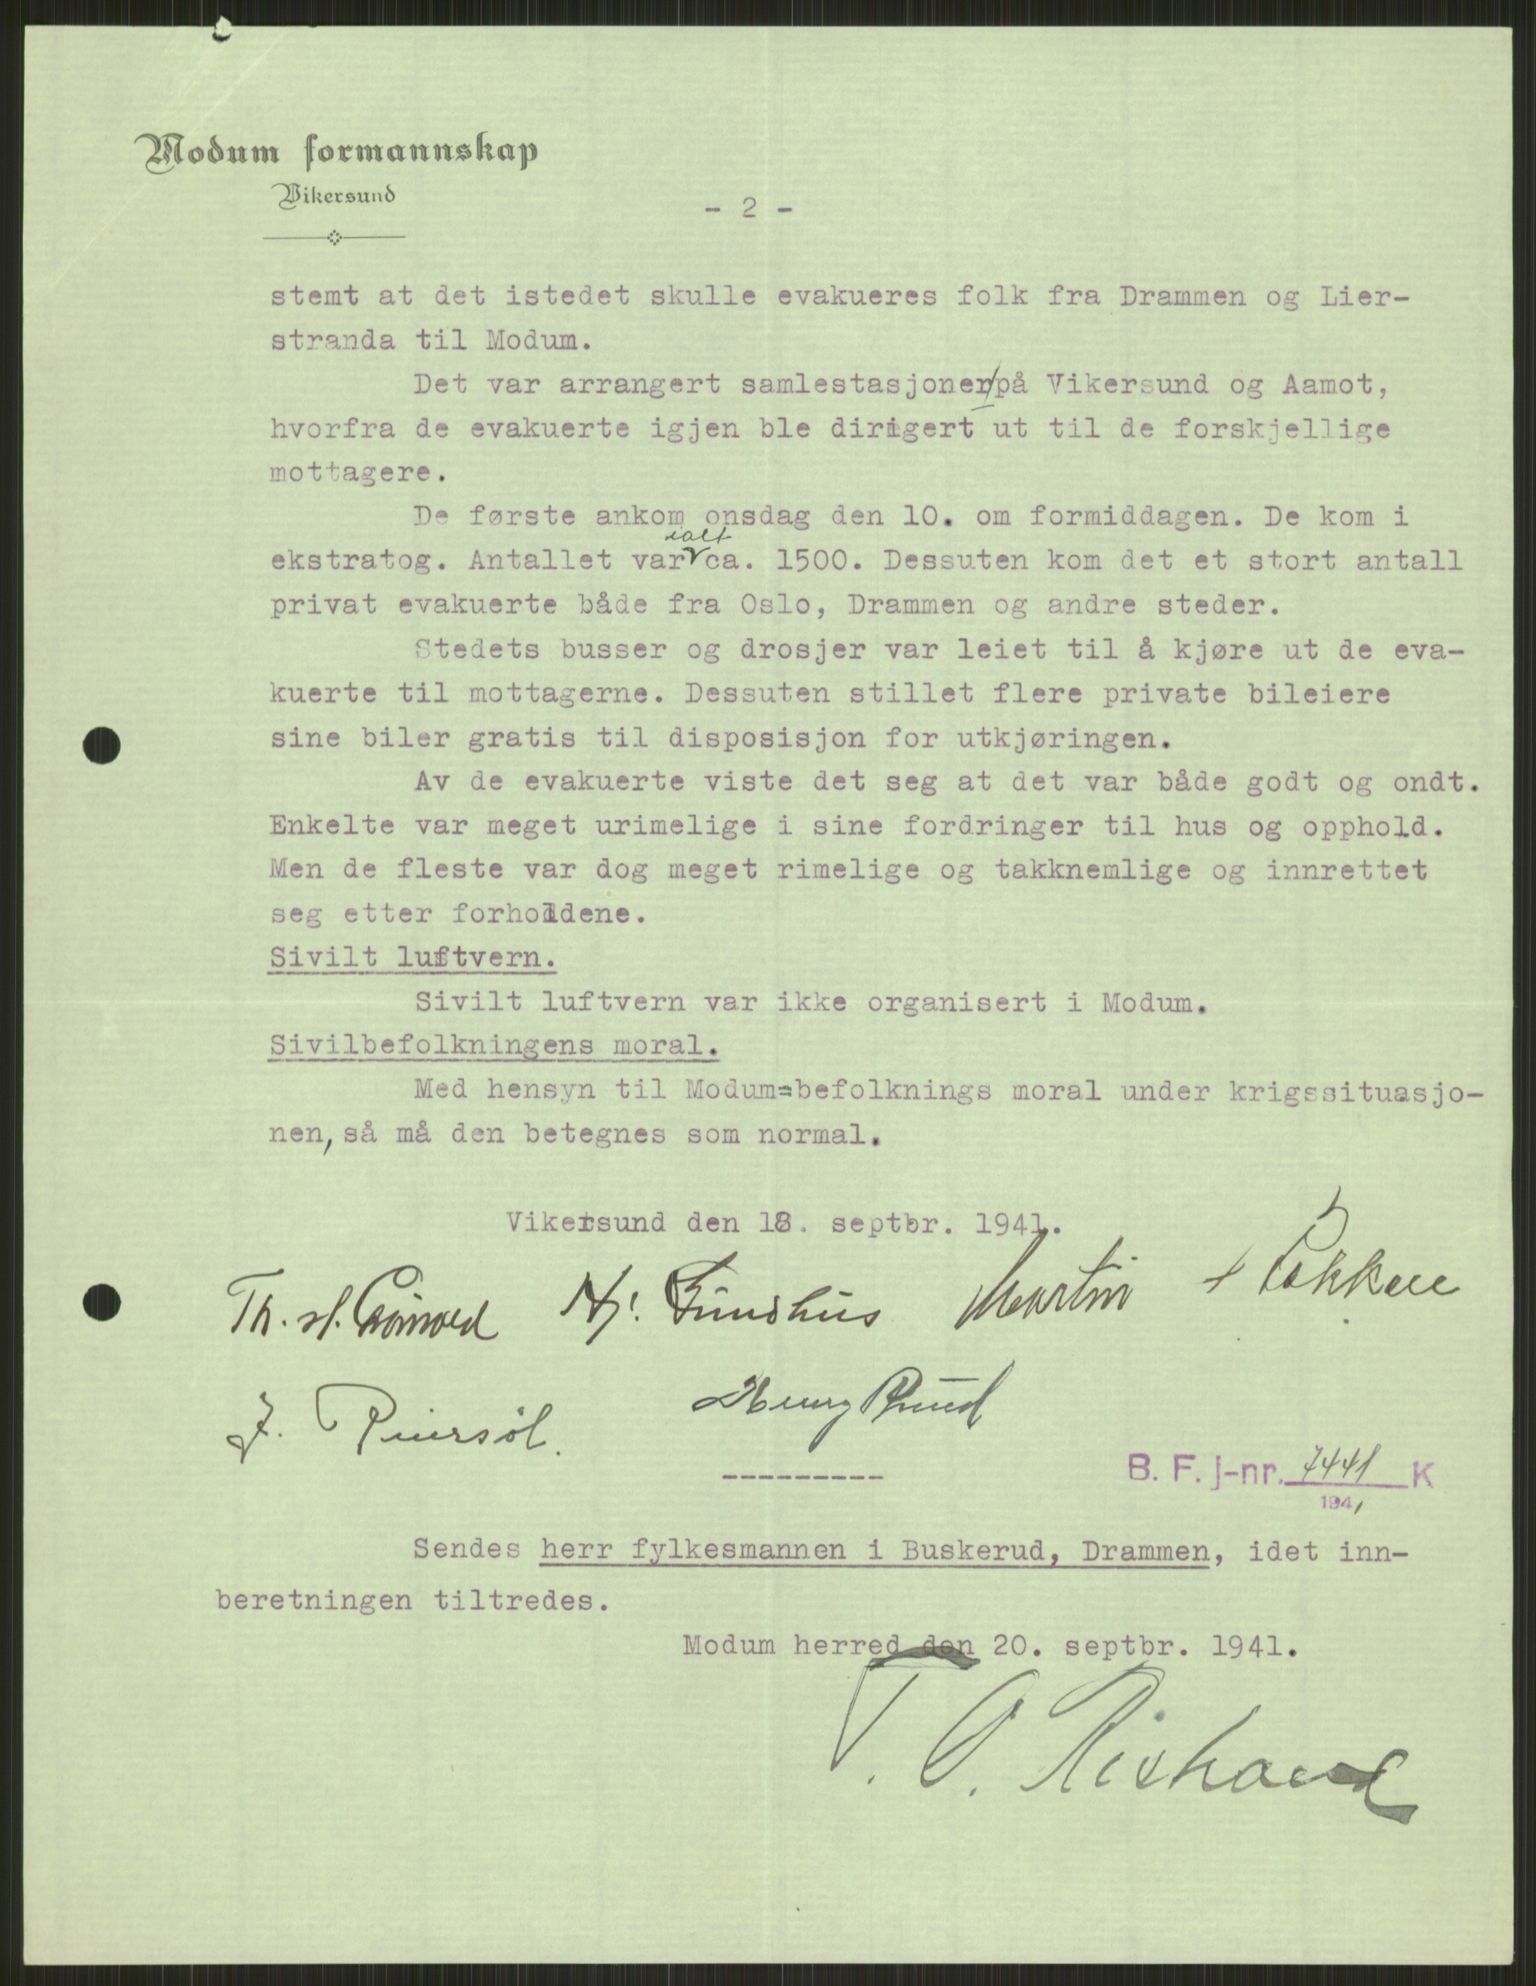 Modum formannskap
Vikersund
- 2 -
stemt at det istedet skulle evakueres folk fra Drammen og Lier-
stranda til Modum.
Det var arrangert samlestasjoner/på Vikersund og Aamot,
hvorfra de evakuerte igjen ble dirigert ut til de forskjellige
mottagere.
De første ankom onsdag den 10. om formiddagen. De kom i
ialt
ekstratog. Antallet var ca. 1500. Dessuten kom det et stort antall
privat evakuerte både fra Oslo, Drammen og andre steder.
Stedets busser og drosjer var leiet til å kjøre ut de eva-
kuerte til mottagerne. Dessuten stillet flere private bileiere
sine biler gratis til disposisjon for utkjøringen.
Av de evakuerte viste det seg at det var både godt og ondt.
Enkelte var meget urimelige i sine fordringer til hus og opphold.
Men de fleste var dog meget rimelige og takknemlige og innrettet
seg etter forholdene.
Sivilt luftvern.
Sivilt luftvern var ikke organisert i Modum.
Sivilbefolkningens moral.
Med hensyn til Modum=befolknings moral under krigssituasjo-
nen, så må den betegnes som normal.
Vikersund den 18. septbr. 1941.
Th. Martin
J. Ruud
B. F. j-nr. 7441 K
1941
Sendes herr fylkesmannen i Buskerud, Drammen, idet inn-
beretningen tiltredes.
Modum herred den 20. septbr. 1941.
T. O.